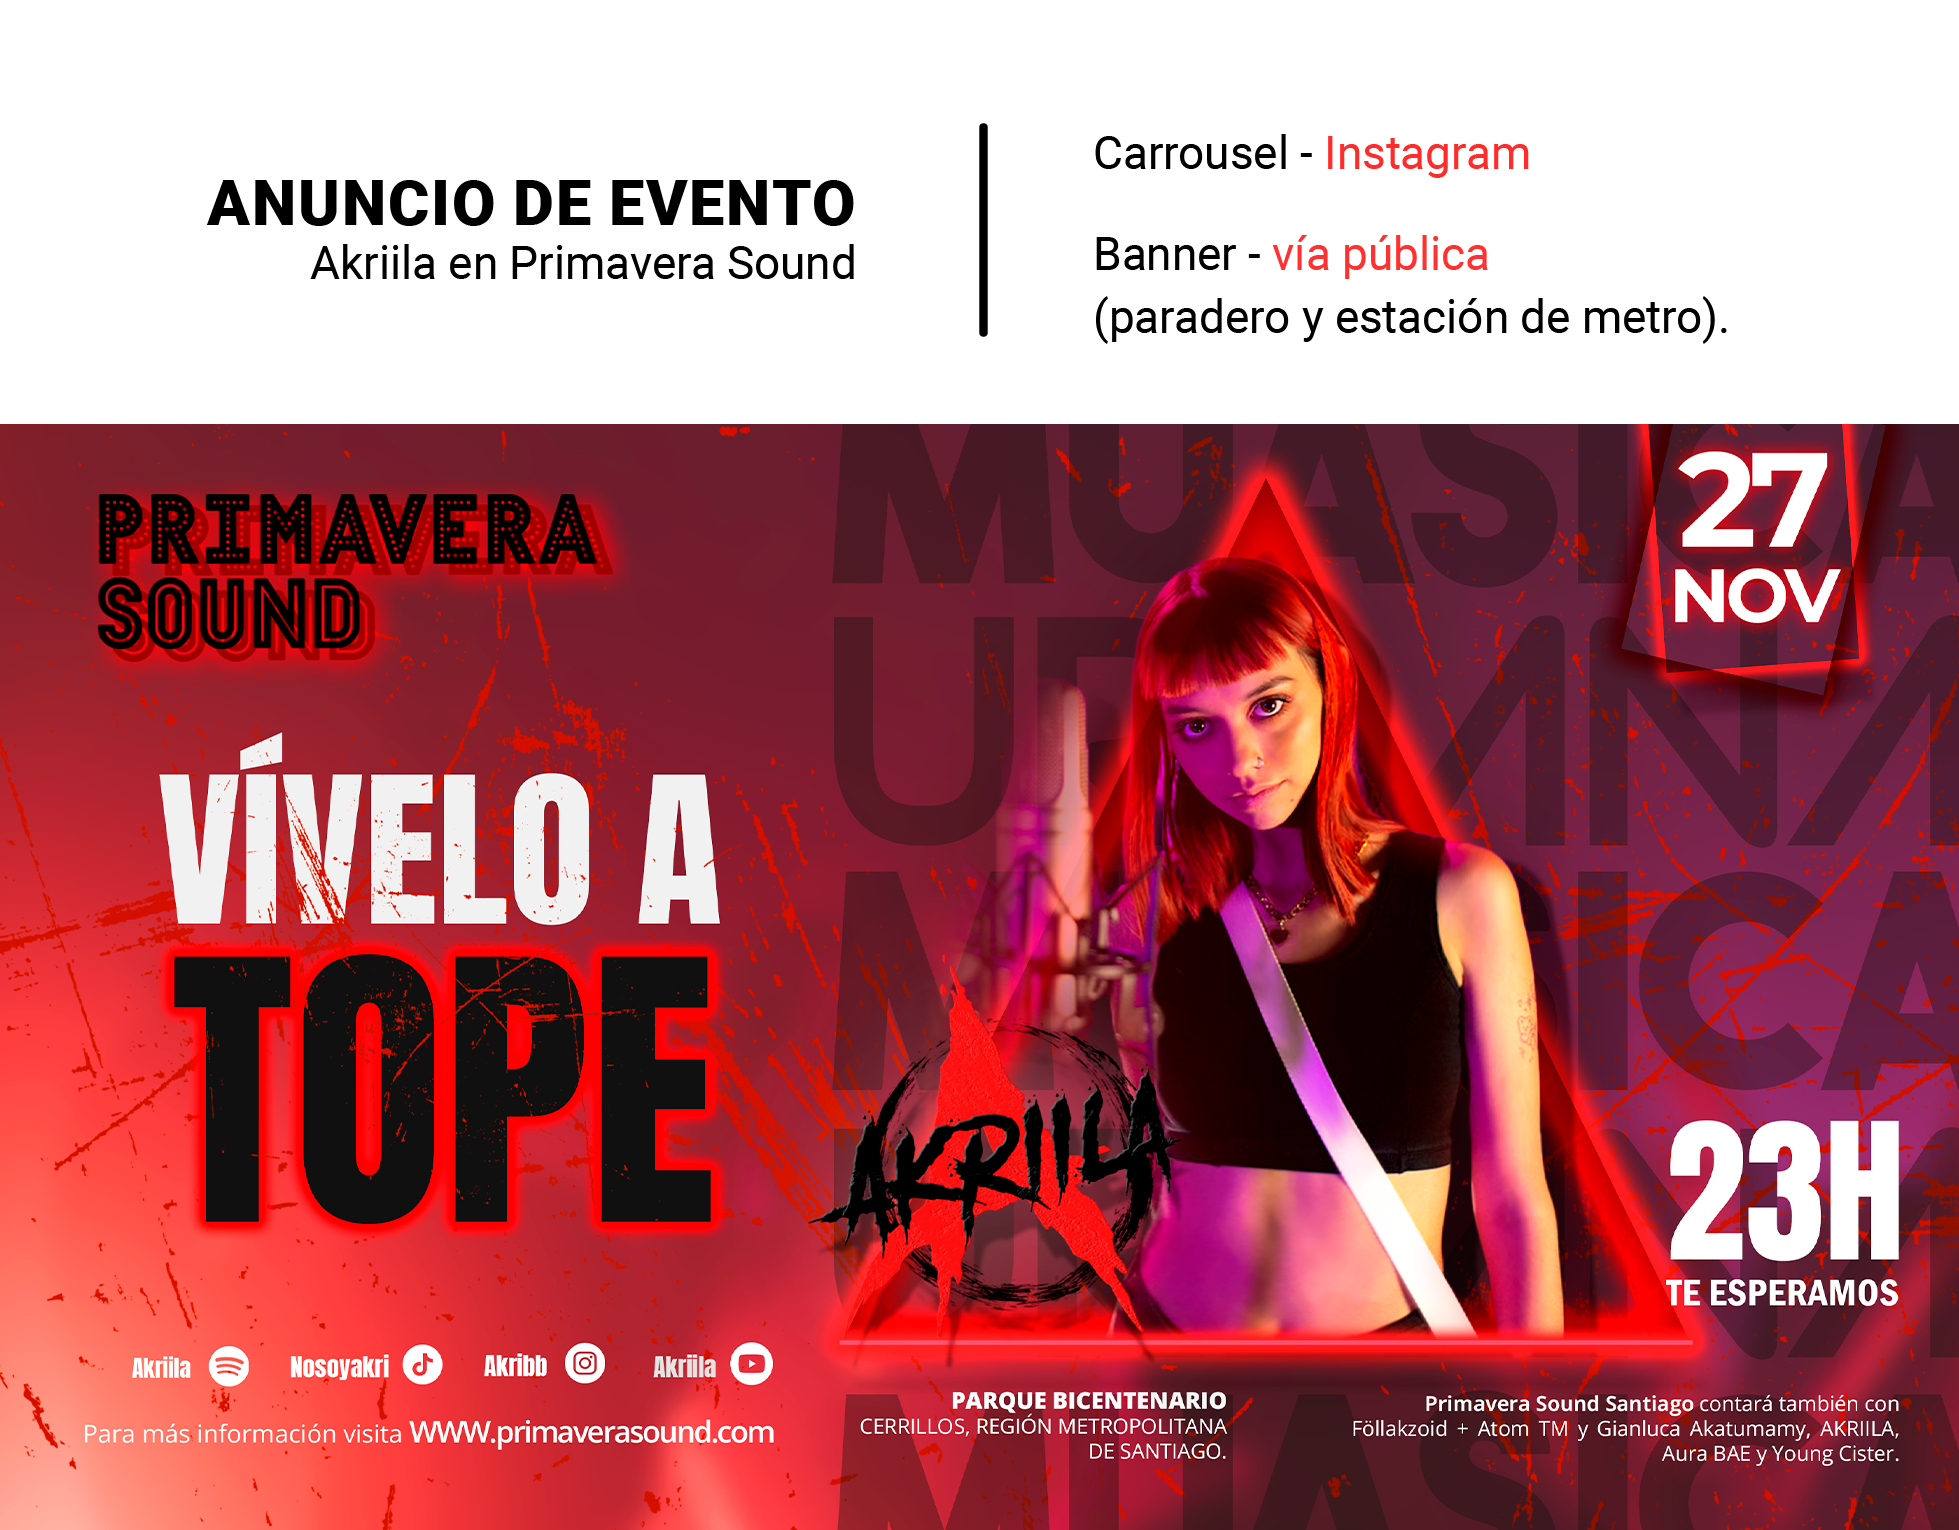 ANUNCIO DE EVENTO
Akriila en Primavera Sound
Carrousel - Instagram
Banner - vía pública
(paradero y estación de metro).
PRIMAVERA
SOUND
27
NOV
VÍVELO A
TOPE
AKRIILA
23H
TE ESPERAMOS
Akriila
Nosoyakri
Akribb
Akriila
Para más información visita WWW.primaverasound.com
PARQUE BICENTENARIO
CERRILLOS, REGIÓN METROPOLITANA
DE SANTIAGO.
Primavera Sound Santiago contará también con
Föllakzoid + Atom TM y Gianluca Akatumamy, AKRIILA,
Aura BAE y Young Cister.